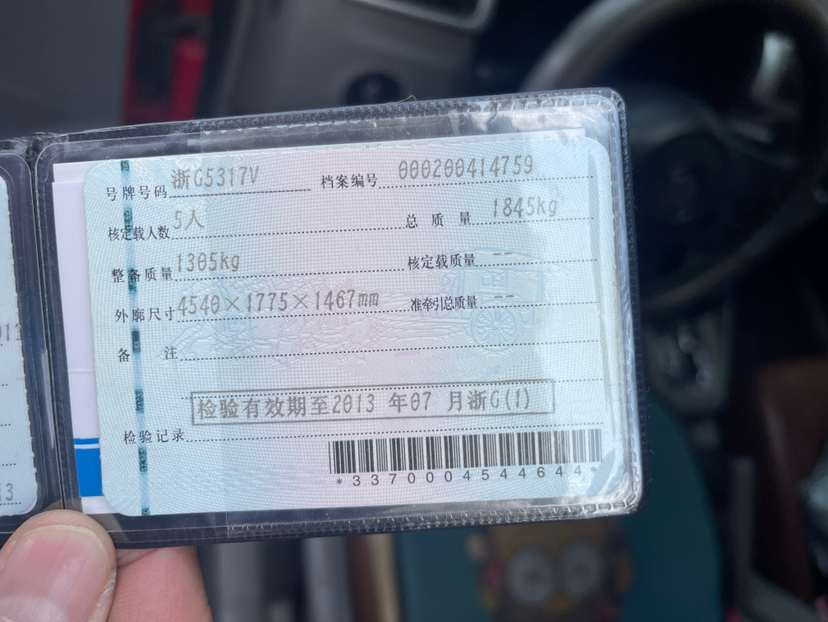 号牌号码 浙G5317V 档案编号 000200414759
核定载人数 5人 总 质 量 1845kg
整备质量 1305kg 核定载质量 --
外廓尺寸 4540×1775×1467mm 准牵引总质量 --
备 注
检验有效期至2013 年07 月浙G(1)
检验记录
*3370004544644*